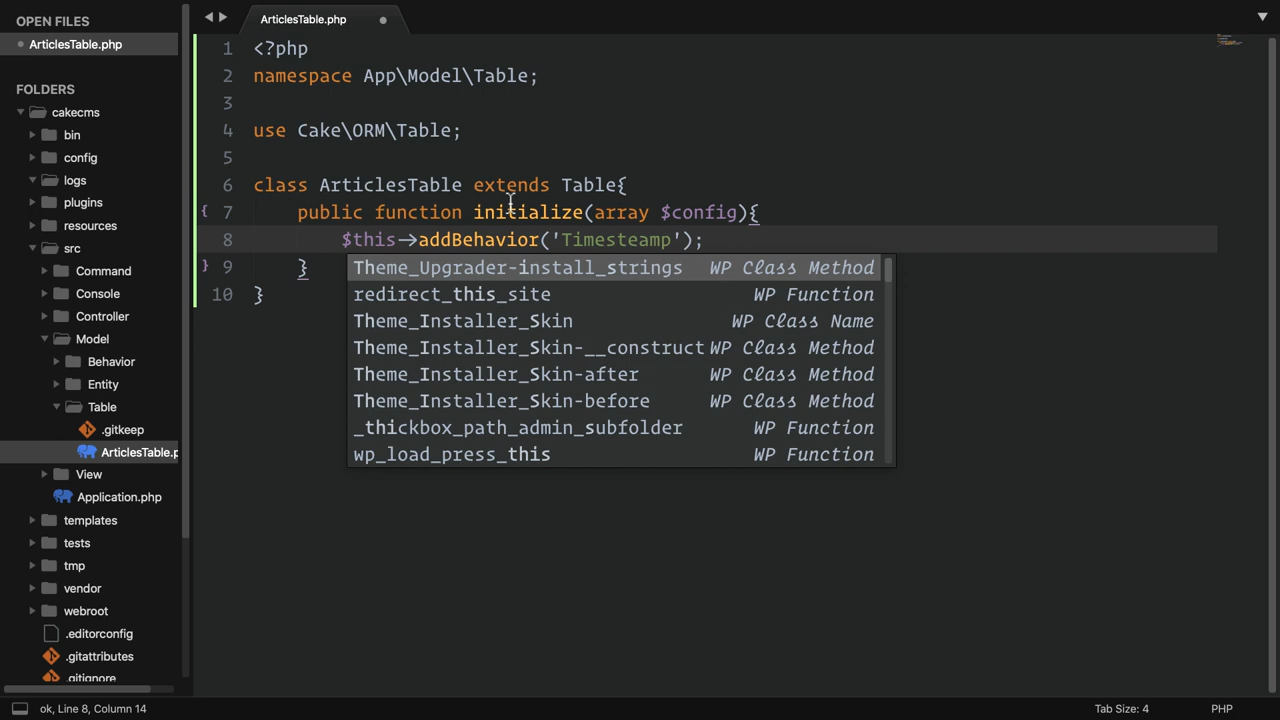 OPEN FILES
ArticlesTable.php
FOLDERS
cakecms
bin
config
logs
plugins
resources
src
Command
Console
Controller
Model
Behavior
Entity
Table
.gitkeep
ArticlesTable.p
View
Application.php
templates
tests
tmp
vendor
webroot
.editorconfig
.gitattributes
.gitignore
ArticlesTable.php
1 <?php
2 namespace App\Model\Table;
3
4 use Cake\ORM\Table;
5
6 class ArticlesTable extends Table{
7 public function initialize(array $config){
8 $this->addBehavior('Timesteamp');
9 }
10 }
Theme_Upgrader-install_strings WP Class Method
redirect_this_site WP Function
Theme_Installer_Skin WP Class Name
Theme_Installer_Skin-__construct WP Class Method
Theme_Installer_Skin-after WP Class Method
Theme_Installer_Skin-before WP Class Method
_thickbox_path_admin_subfolder WP Function
wp_load_press_this WP Function
ok, Line 8, Column 14 Tab Size: 4 PHP